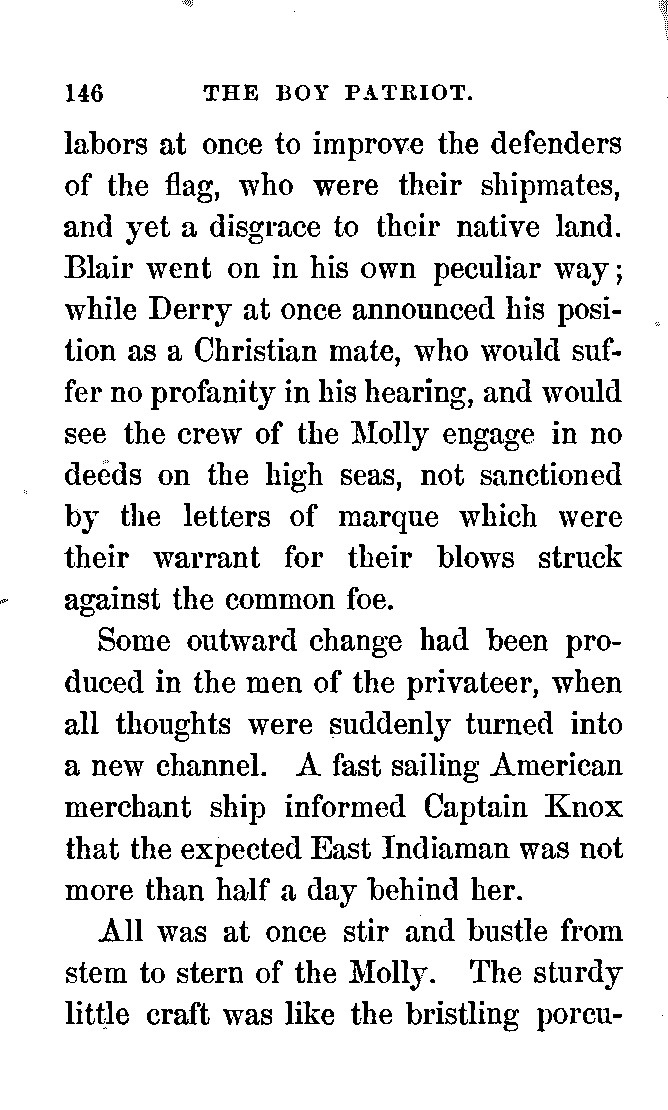 146 THE BOY PATRIOT.
labors at once to improve the defenders
of the flag, who were their shipmates,
and yet a disgrace to their native land.
Blair went on in his own peculiar way;
while Derry at once announced his posi-
tion as a Christian mate, who would suf-
fer no profanity in his hearing, and would
see the crew of the Molly engage in no
deeds on the high seas, not sanctioned
by the letters of marque which were
their warrant for their blows struck
against the common foe.
Some outward change had been pro-
duced in the men of the privateer, when
all thoughts were suddenly turned into
a new channel. A fast sailing American
merchant ship informed Captain Knox
that the expected East Indiaman was not
more than half a day behind her.
All was at once stir and bustle from
stem to stern of the Molly. The sturdy
little craft was like the bristling porcu-